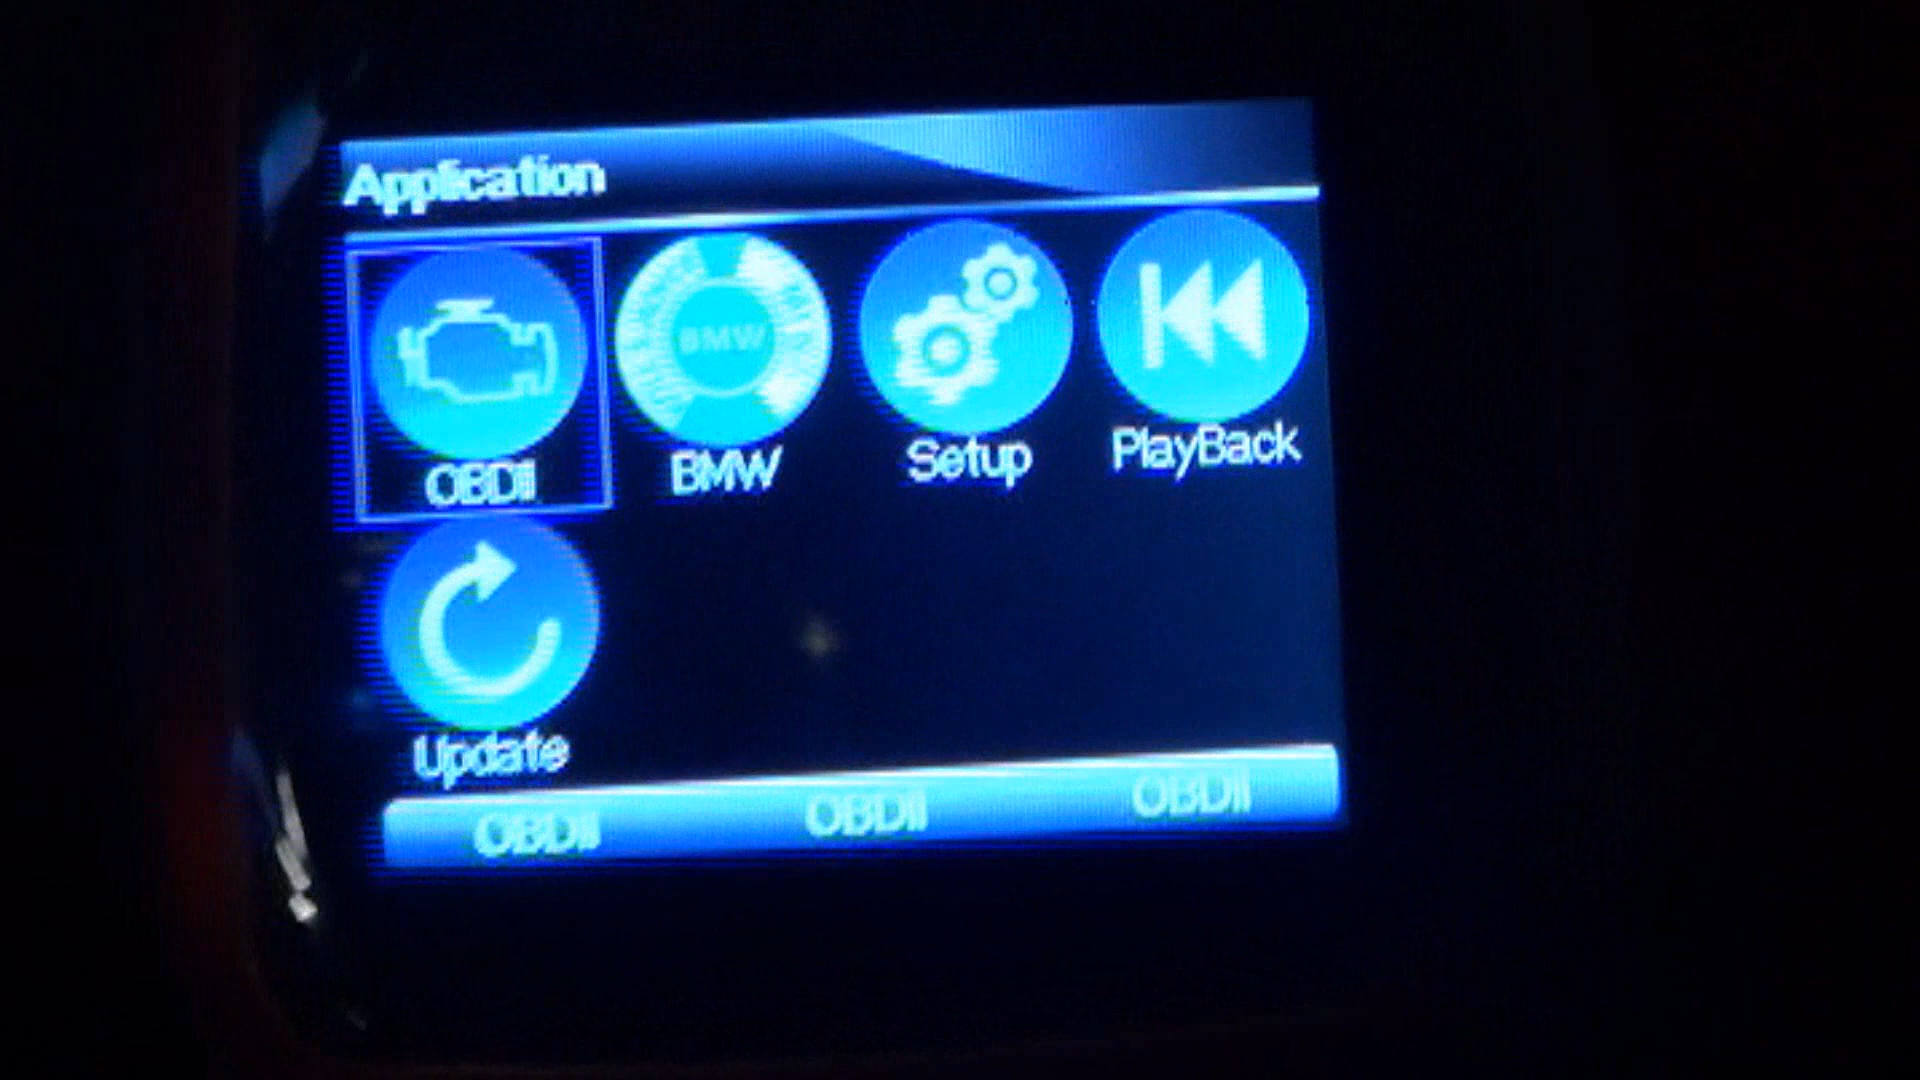 Application
BMW
OBDII
BMW
Setup
PlayBack
Update
OBDII
OBDII
OBDII